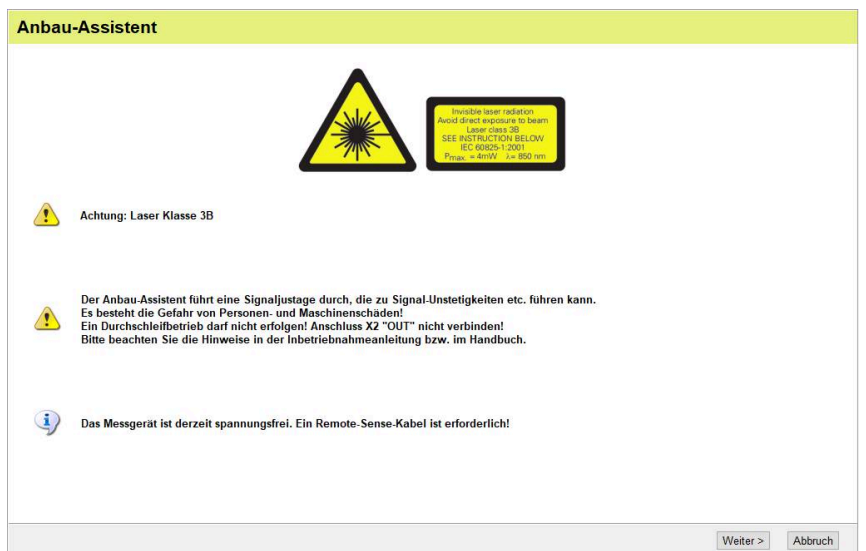 Anbau-Assistent
Invisible laser radiation
Avoid direct exposure to beam
Laser class 3B
SEE INSTRUCTION BELOW
IEC 60825-1:2001
Pmax. = 4mW λ= 850 nm
Achtung: Laser Klasse 3B
Der Anbau-Assistent führt eine Signaljustage durch, die zu Signal-Unstetigkeiten etc. führen kann.
Es besteht die Gefahr von Personen- und Maschinenschäden!
Ein Durchschleifbetrieb darf nicht erfolgen! Anschluss X2 "OUT" nicht verbinden!
Bitte beachten Sie die Hinweise in der Inbetriebnahmeanleitung bzw. im Handbuch.
Das Messgerät ist derzeit spannungsfrei. Ein Remote-Sense-Kabel ist erforderlich!
Weiter > Abbruch